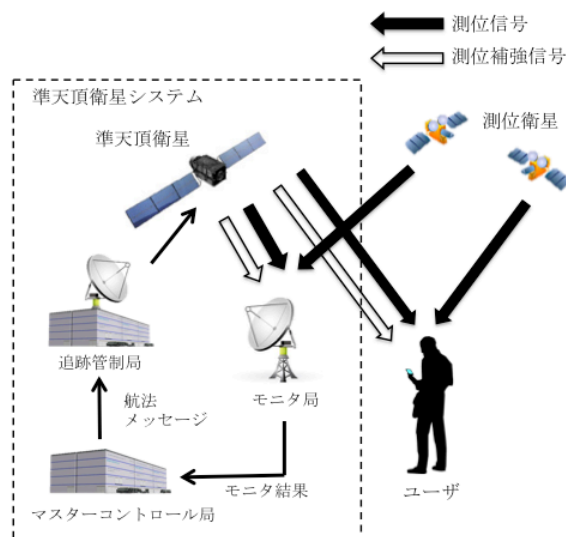 測位信号
測位補強信号
準天頂衛星システム
準天頂衛星
測位衛星
追跡管制局
モニタ局
航法
メッセージ
モニタ結果
マスターコントロール局
ユーザ